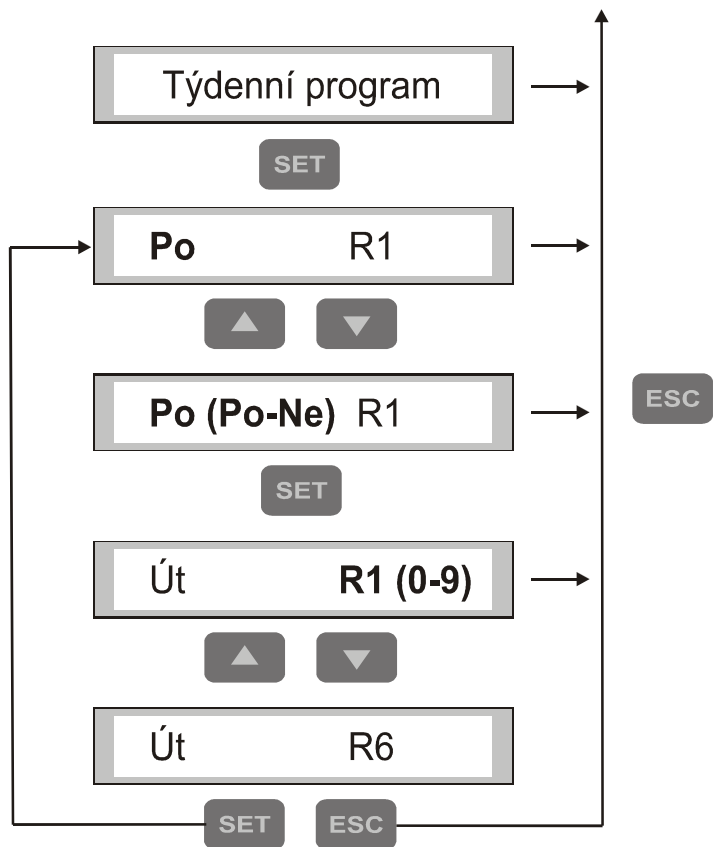 Týdenní program
SET
Po R1
Po (Po-Ne) R1
ESC
SET
Út R1 (0-9)
Út R6
SET ESC